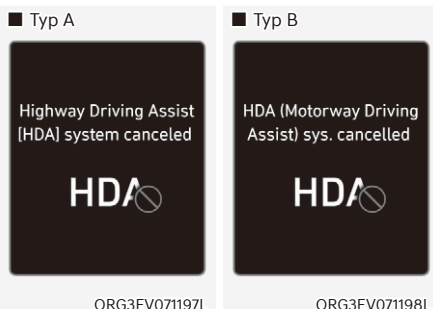 ■ Typ A
Highway Driving Assist
[HDA] system canceled
HDA
ORG3EV071197L
■ Typ B
HDA (Motorway Driving
Assist) sys. cancelled
HDA
ORG3EV071198L